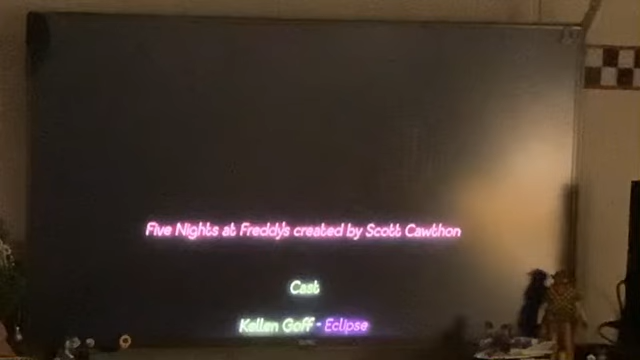 Five Nights at Freddy's created by Scott Cawthon
Cast
Kellen Goff - Eclipse